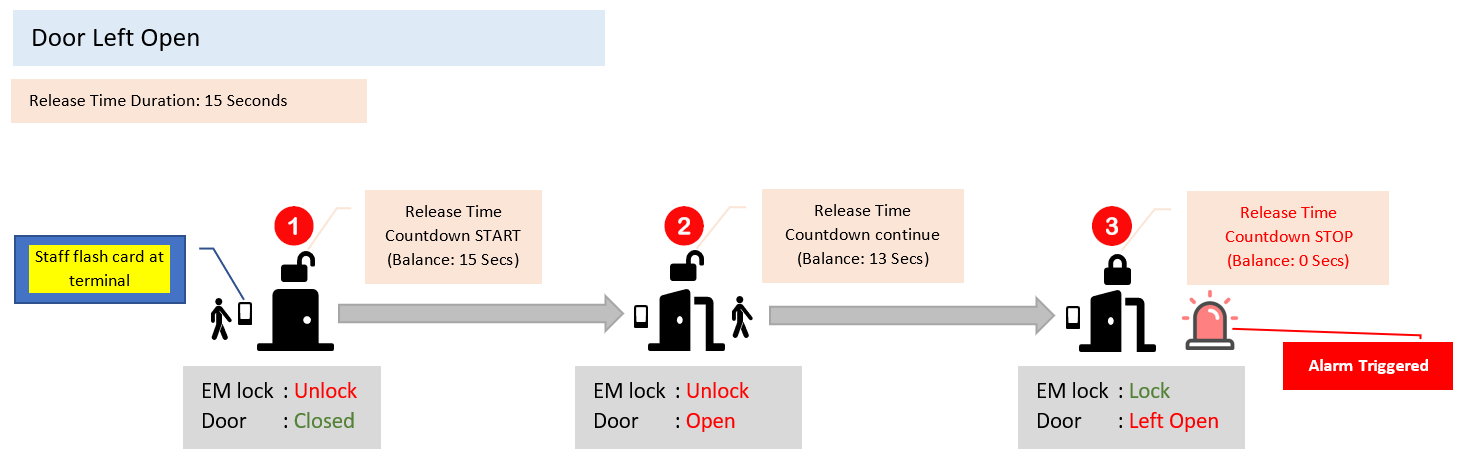 Door Left Open
Release Time Duration: 15 Seconds
Staff flash card at
terminal
1
Release Time
Countdown START
(Balance: 15 Secs)
EM lock : Unlock
Door : Closed
2
Release Time
Countdown continue
(Balance: 13 Secs)
EM lock : Unlock
Door : Open
3
Release Time
Countdown STOP
(Balance: 0 Secs)
Alarm Triggered
EM lock : Lock
Door : Left Open